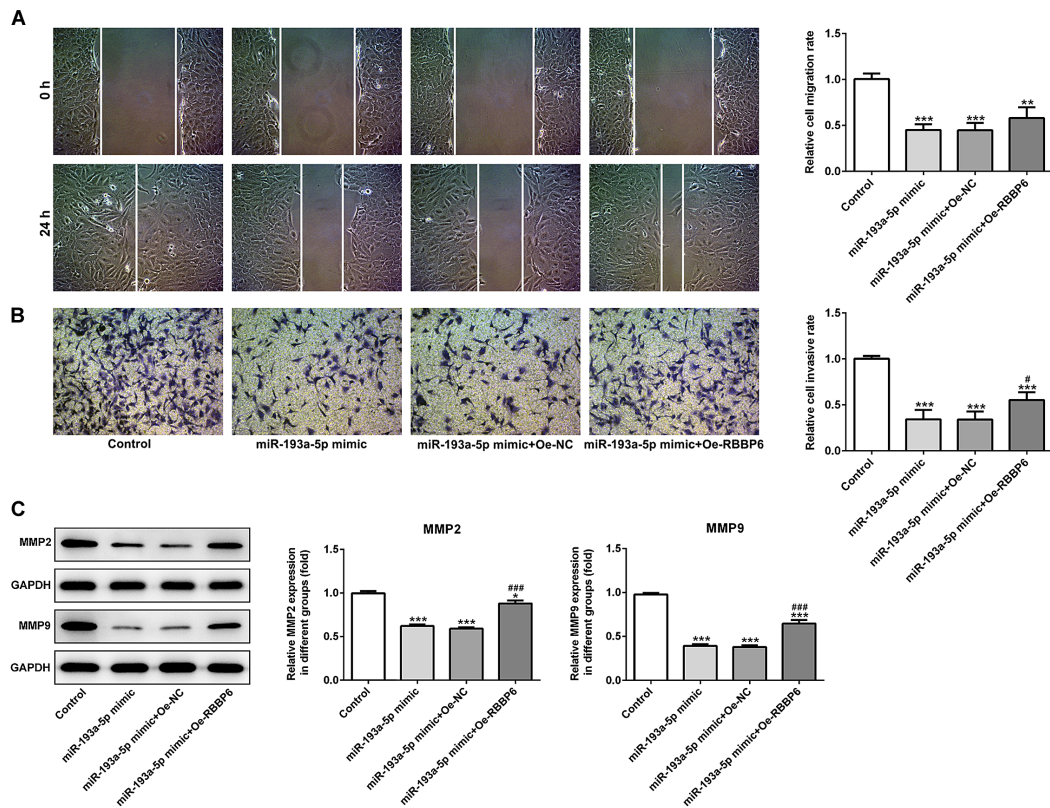 A
0 h
24 h
Relative cell migration rate
1.5
1.0
0.5
0.0
***
***
**
Control
miR-193a-5p mimic
miR-193a-5p mimic+Oe-NC
miR-193a-5p mimic+Oe-RBBP6
B
Control
miR-193a-5p mimic
miR-193a-5p mimic+Oe-NC
miR-193a-5p mimic+Oe-RBBP6
Relative cell invasive rate
1.5
1.0
0.5
0.0
***
***
#
***
Control
miR-193a-5p mimic
miR-193a-5p mimic+Oe-NC
miR-193a-5p mimic+Oe-RBBP6
C
MMP2
GAPDH
MMP9
GAPDH
Control
miR-193a-5p mimic
miR-193a-5p mimic+Oe-NC
miR-193a-5p mimic+Oe-RBBP6
MMP2
Relative MMP2 expression
in different groups (fold)
1.5
1.0
0.5
0.0
***
***
###
*
Control
miR-193a-5p mimic
miR-193a-5p mimic+Oe-NC
miR-193a-5p mimic+Oe-RBBP6
MMP9
Relative MMP9 expression
in different groups (fold)
1.5
1.0
0.5
0.0
***
***
###
***
Control
miR-193a-5p mimic
miR-193a-5p mimic+Oe-NC
miR-193a-5p mimic+Oe-RBBP6